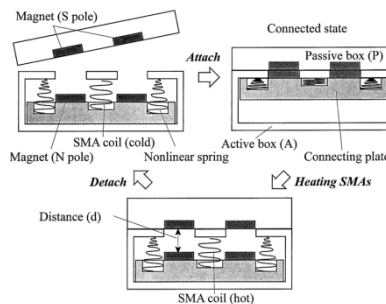 Magnet (S pole)
Connected state
Attach
Passive box (P)
SMA coil (cold)
Magnet (N pole)
Nonlinear spring
Active box (A)
Connecting plate
Detach
Heating SMAs
Distance (d)
SMA coil (hot)